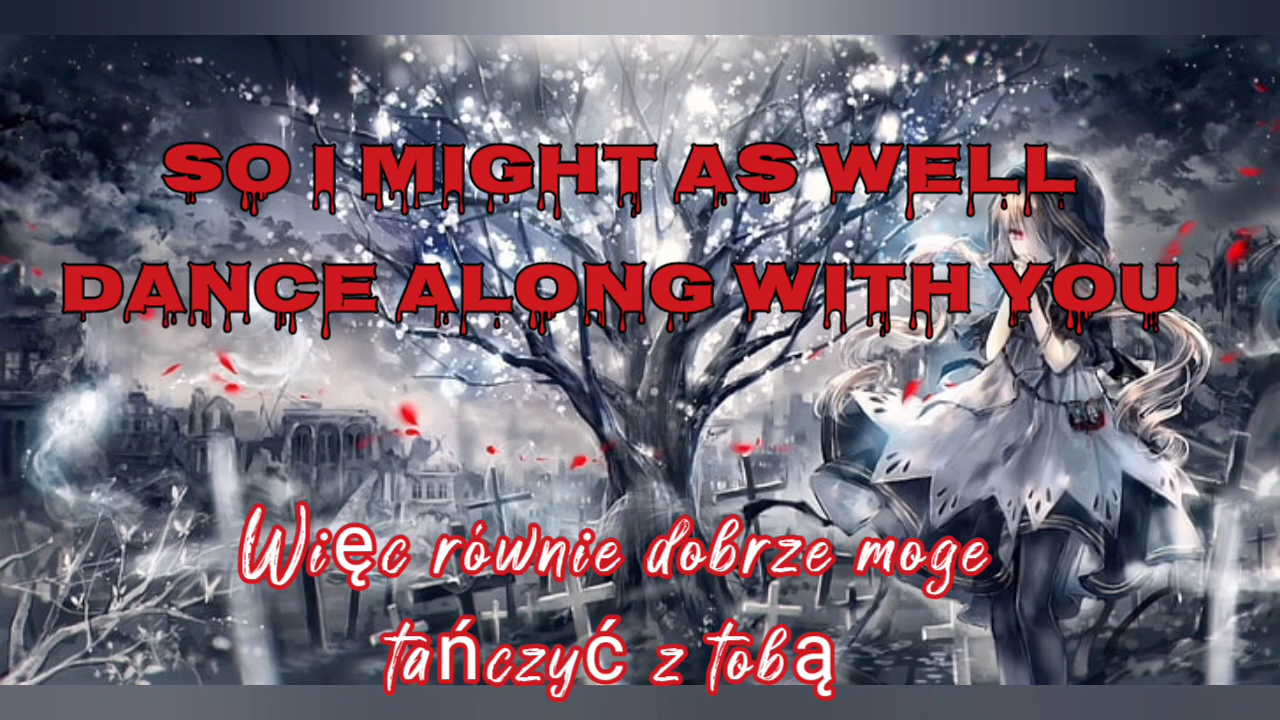 SO I MIGHT AS WELL
DANCE ALONG WITH YOU
Więc równie dobrze moge
tańczyć z tobą